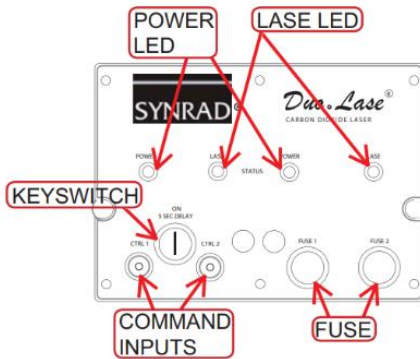 POWER
LED
LASE LED
SYNRAD®
Duo.Lase®
CARBON DIOXIDE LASER
POWER LASE STATUS POWER LASE
KEYSWITCH
ON
5 SEC DELAY
CTRL 1 CTRL 2 FUSE 1 FUSE 2
COMMAND
INPUTS
FUSE